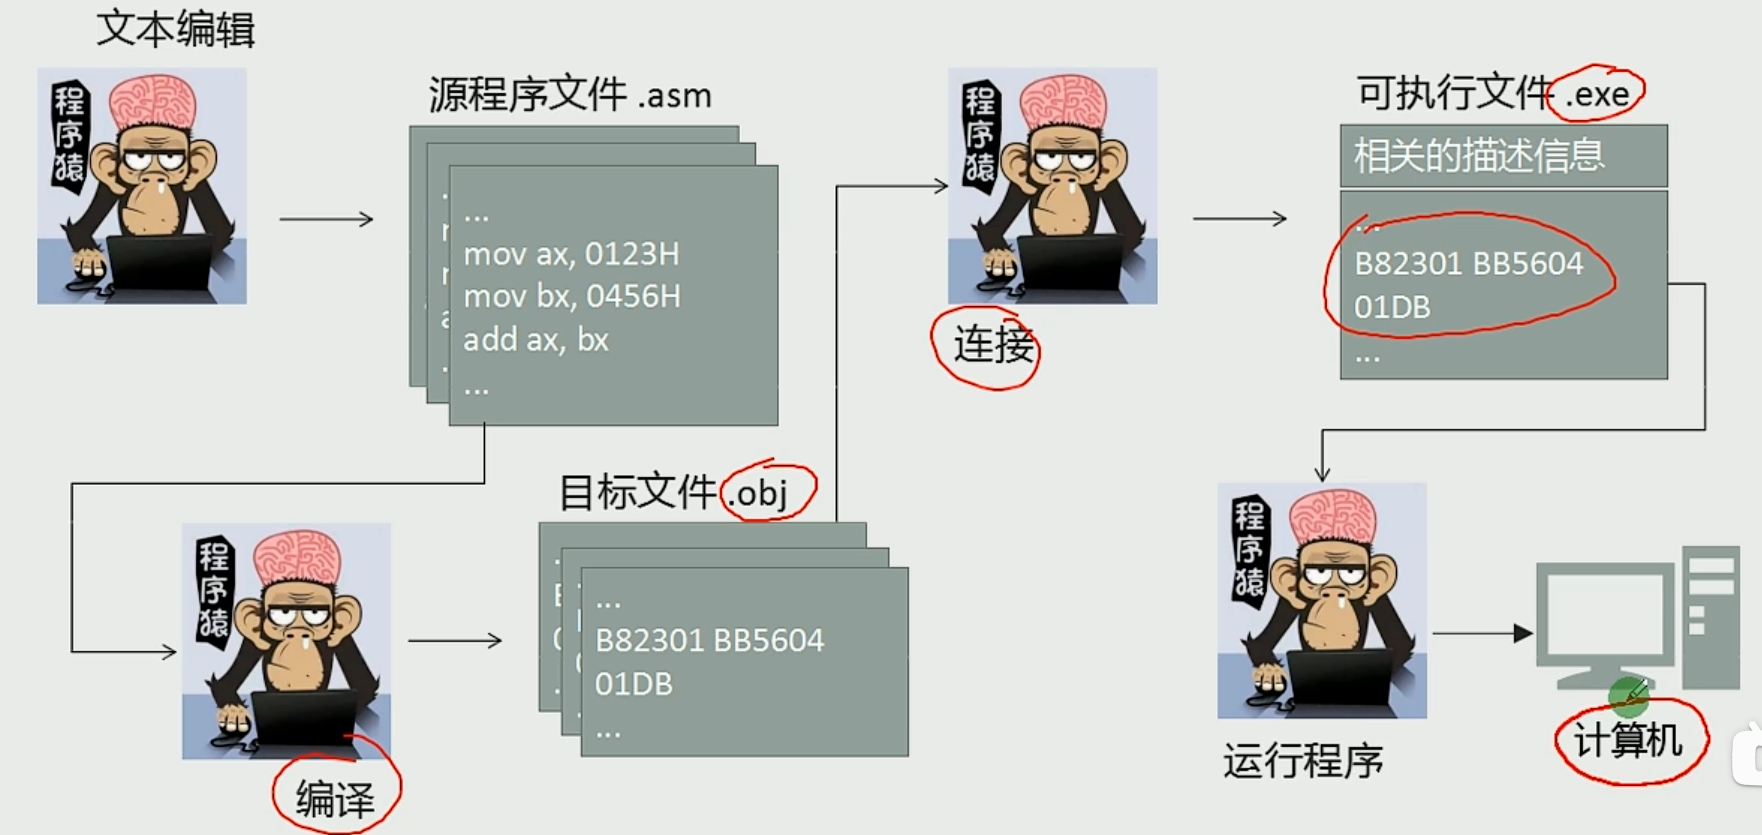 文本编辑
程序猿
源程序文件 .asm
...
mov ax, 0123H
mov bx, 0456H
add ax, bx
...
程序猿
编译
目标文件 .obj
...
B82301 BB5604
01DB
...
程序猿
连接
可执行文件 .exe
相关的描述信息
...
B82301 BB5604
01DB
...
程序猿
运行程序
计算机